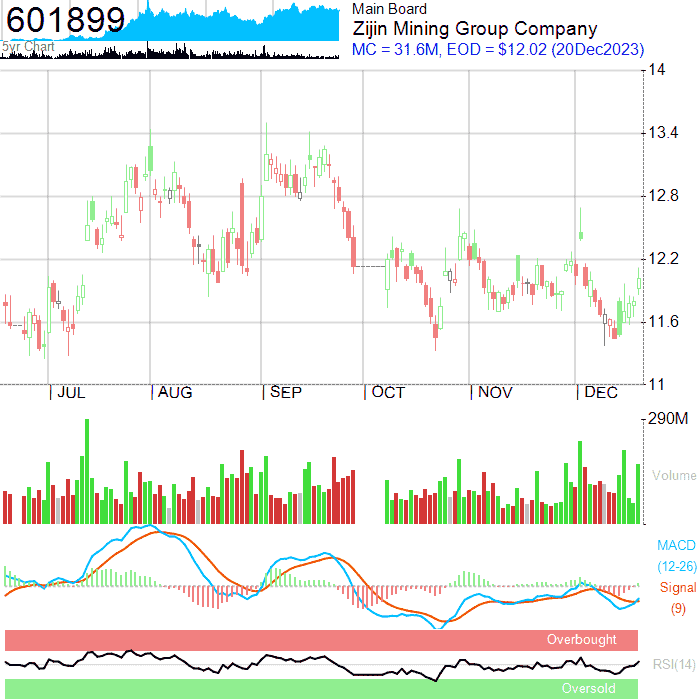 601899
5yr Chart
Main Board
Zijin Mining Group Company
MC = 31.6M, EOD = $12.02 (20Dec2023)
14
13.4
12.8
12.2
11.6
11
JUL AUG SEP OCT NOV DEC
290M
Volume
MACD
(12-26)
Signal
(9)
Overbought
RSI(14)
Oversold